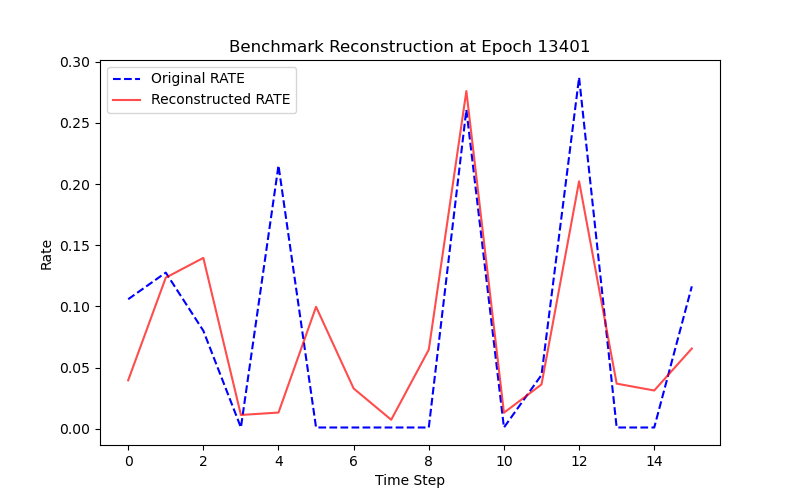 Benchmark Reconstruction at Epoch 13401
Original RATE
Reconstructed RATE
0.30
0.25
0.20
0.15
0.10
0.05
0.00
Rate
0 2 4 6 8 10 12 14
Time Step